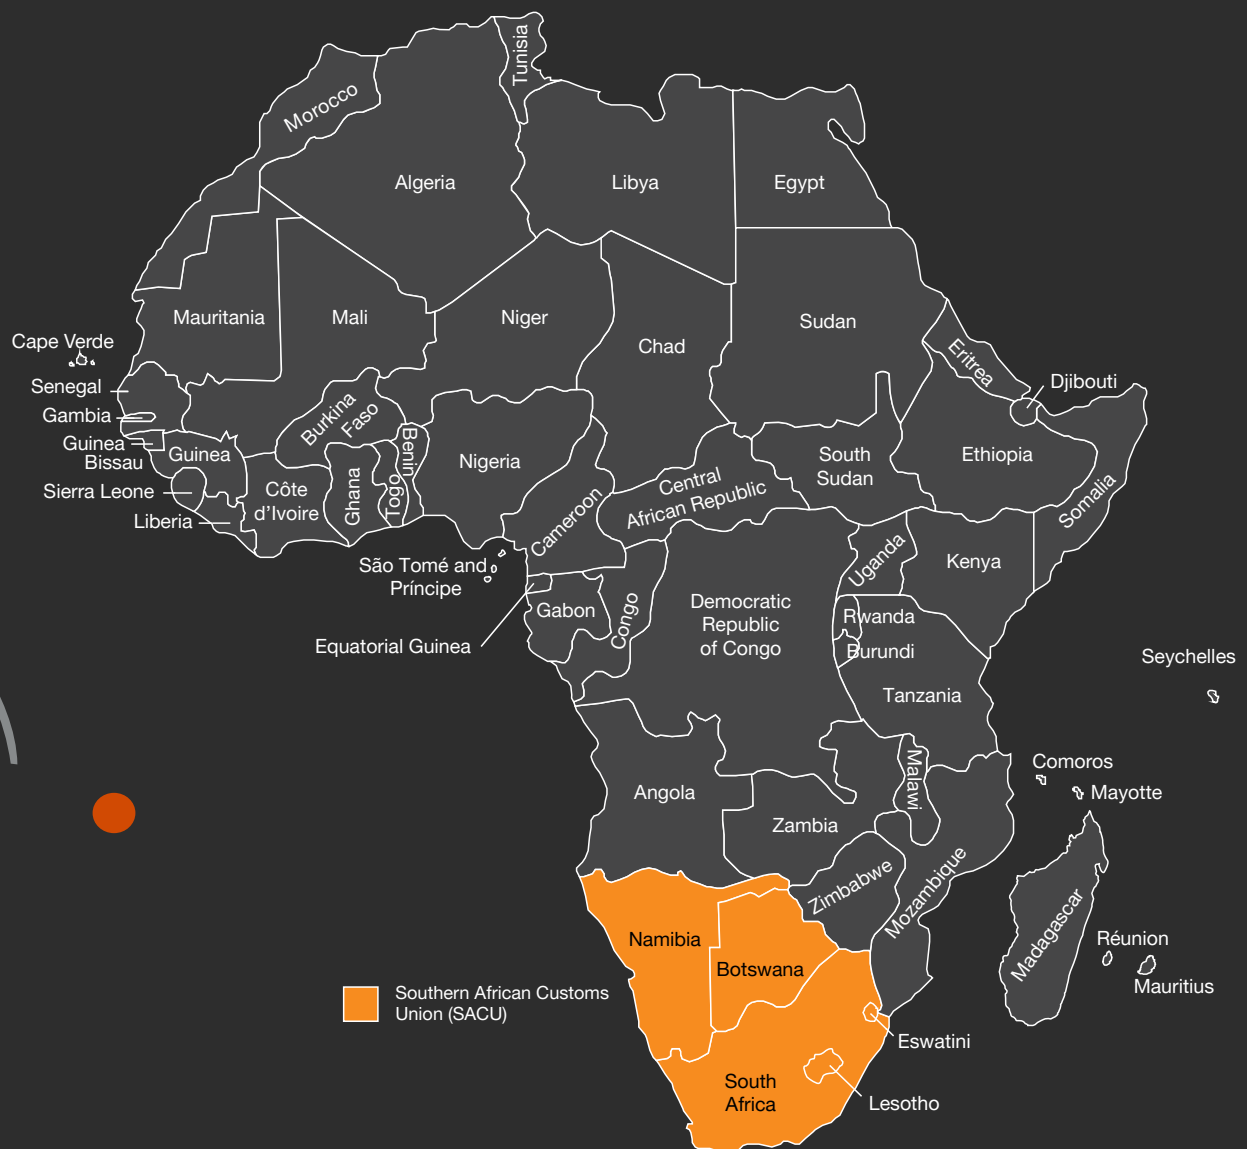 Tunisia
Morocco
Algeria
Libya
Egypt
Mauritania
Mali
Niger
Chad
Sudan
Eritrea
Djibouti
Cape Verde
Senegal
Gambia
Guinea
Bissau
Guinea
Sierra Leone
Liberia
Côte
d’Ivoire
Burkina
Faso
Ghana
Togo
Benin
Nigeria
Cameroon
Central
African Republic
South
Sudan
Ethiopia
Somalia
São Tomé and
Príncipe
Equatorial Guinea
Gabon
Congo
Democratic
Republic
of Congo
Uganda
Kenya
Rwanda
Burundi
Tanzania
Seychelles
Comoros
Mayotte
Angola
Zambia
Malawi
Mozambique
Zimbabwe
Madagascar
Réunion
Mauritius
Namibia
Botswana
Southern African Customs
Union (SACU)
Eswatini
South
Africa
Lesotho